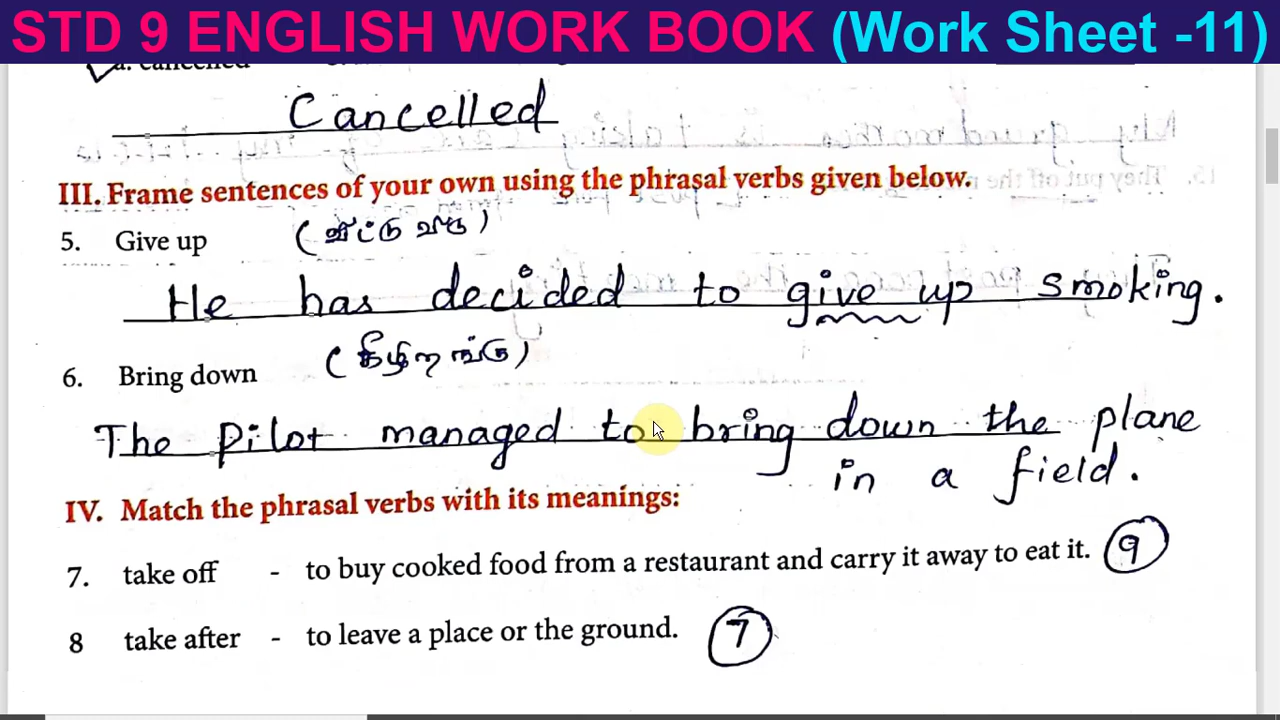 STD 9 ENGLISH WORK BOOK (Work Sheet -11)
a. cancelled
Cancelled
III. Frame sentences of your own using the phrasal verbs given below.
5. Give up (விட்டு விடு)
He has decided to give up smoking.
6. Bring down (கீழிறங்கு)
The Pilot managed to bring down the plane
in a field.
IV. Match the phrasal verbs with its meanings:
7. take off - to buy cooked food from a restaurant and carry it away to eat it. 9
8 take after - to leave a place or the ground. 7